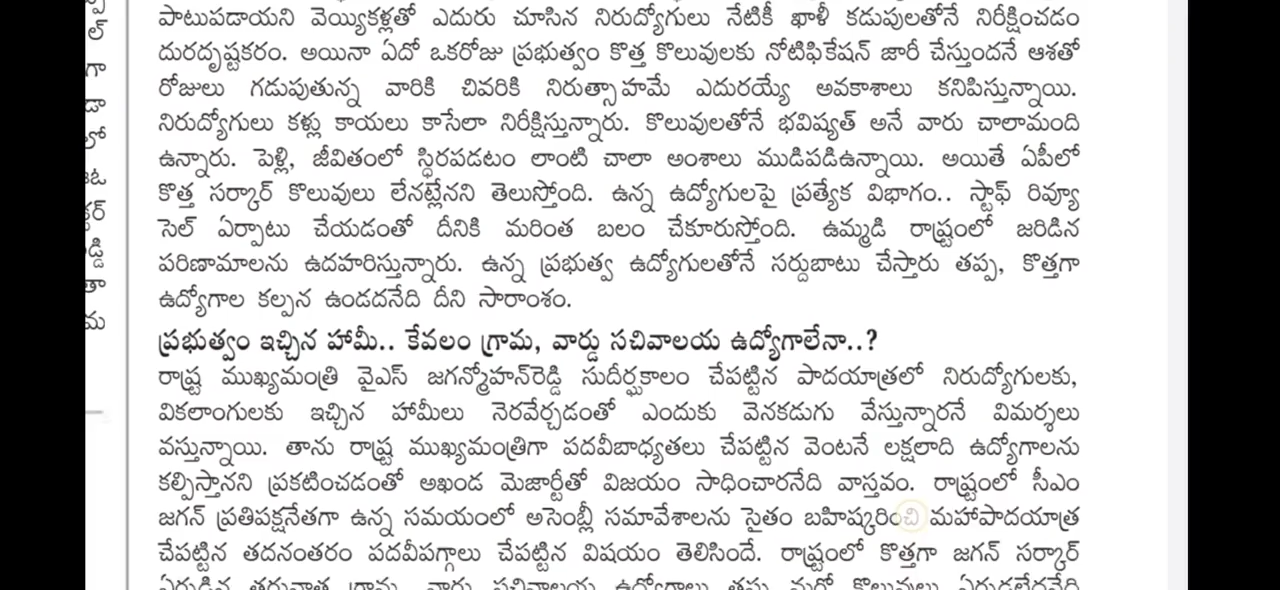 పాటుపడాయని వెయ్యికళ్లతో ఎదురు చూసిన నిరుద్యోగులు నేటికీ ఖాళీ కడుపులతోనే నిరీక్షించడం
దురదృష్టకరం. అయినా ఏదో ఒకరోజు ప్రభుత్వం కొత్త కొలువులకు నోటిఫికేషన్ జారీ చేస్తుందనే ఆశతో
రోజులు గడుపుతున్న వారికి చివరికి నిరుత్సాహమే ఎదురయ్యే అవకాశాలు కనిపిస్తున్నాయి.
నిరుద్యోగులు కళ్లు కాయలు కాసేలా నిరీక్షిస్తున్నారు. కొలువులతోనే భవిష్యత్ అనే వారు చాలామంది
ఉన్నారు. పెళ్లి, జీవితంలో స్థిరపడటం లాంటి చాలా అంశాలు ముడిపడిఉన్నాయి. అయితే ఏపీలో
కొత్త సర్కార్ కొలువులు లేనట్లేనని తెలుస్తోంది. ఉన్న ఉద్యోగులపై ప్రత్యేక విభాగం.. స్టాఫ్ రివ్యూ
సెల్ ఏర్పాటు చేయడంతో దీనికి మరింత బలం చేకూరుస్తోంది. ఉమ్మడి రాష్ట్రంలో జరిడిన
పరిణామాలను ఉదహరిస్తున్నారు. ఉన్న ప్రభుత్వ ఉద్యోగులతోనే సర్దుబాటు చేస్తారు తప్ప, కొత్తగా
ఉద్యోగాల కల్పన ఉండదనేది దీని సారాంశం.
ప్రభుత్వం ఇచ్చిన హామీ.. కేవలం గ్రామ, వార్డు సచివాలయ ఉద్యోగాలేనా..?
రాష్ట్ర ముఖ్యమంత్రి వైఎస్ జగన్మోహన్‌రెడ్డి సుదీర్ఘకాలం చేపట్టిన పాదయాత్రలో నిరుద్యోగులకు,
వికలాంగులకు ఇచ్చిన హామీలు నెరవేర్చడంతో ఎందుకు వెనకడుగు వేస్తున్నారనే విమర్శలు
వస్తున్నాయి. తాను రాష్ట్ర ముఖ్యమంత్రిగా పదవీబాధ్యతలు చేపట్టిన వెంటనే లక్షలాది ఉద్యోగాలను
కల్పిస్తానని ప్రకటించడంతో అఖండ మెజార్టీతో విజయం సాధించారనేది వాస్తవం. రాష్ట్రంలో సీఎం
జగన్ ప్రతిపక్షనేతగా ఉన్న సమయంలో అసెంబ్లీ సమావేశాలను సైతం బహిష్కరించి మహాపాదయాత్ర
చేపట్టిన తదనంతరం పదవీపగ్గాలు చేపట్టిన విషయం తెలిసిందే. రాష్ట్రంలో కొత్తగా జగన్ సర్కార్